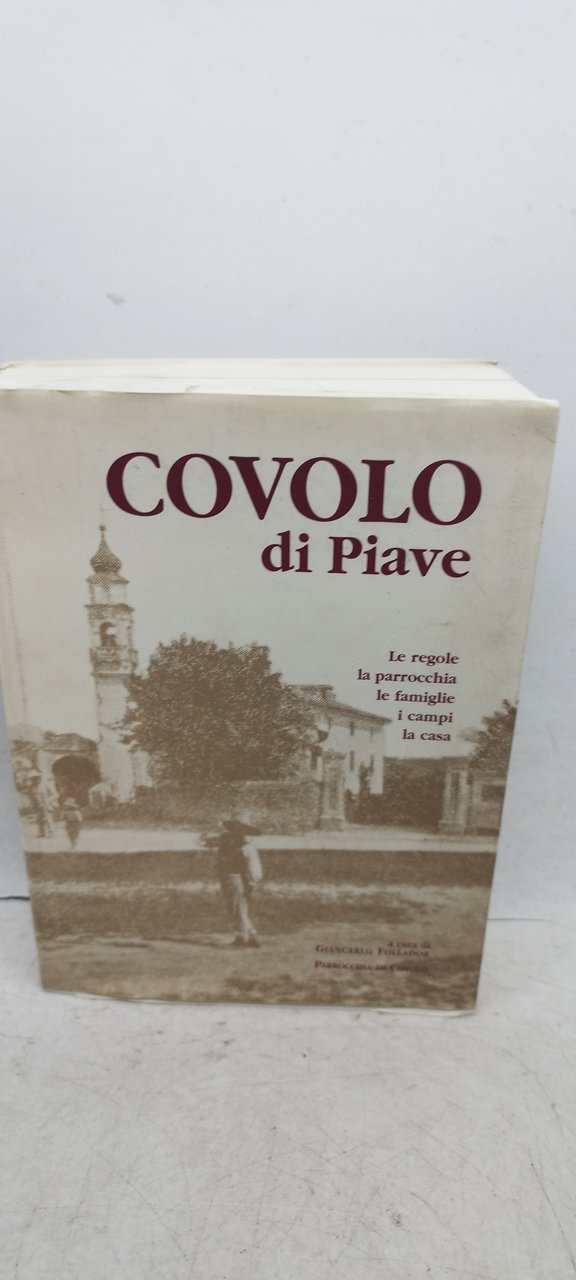 COVOLO
di Piave
Le regole
la parrocchia
le famiglie
i campi
la casa
a cura di
GIANCARLO FOLLADOR
PARROCCHIA DI COVOLO